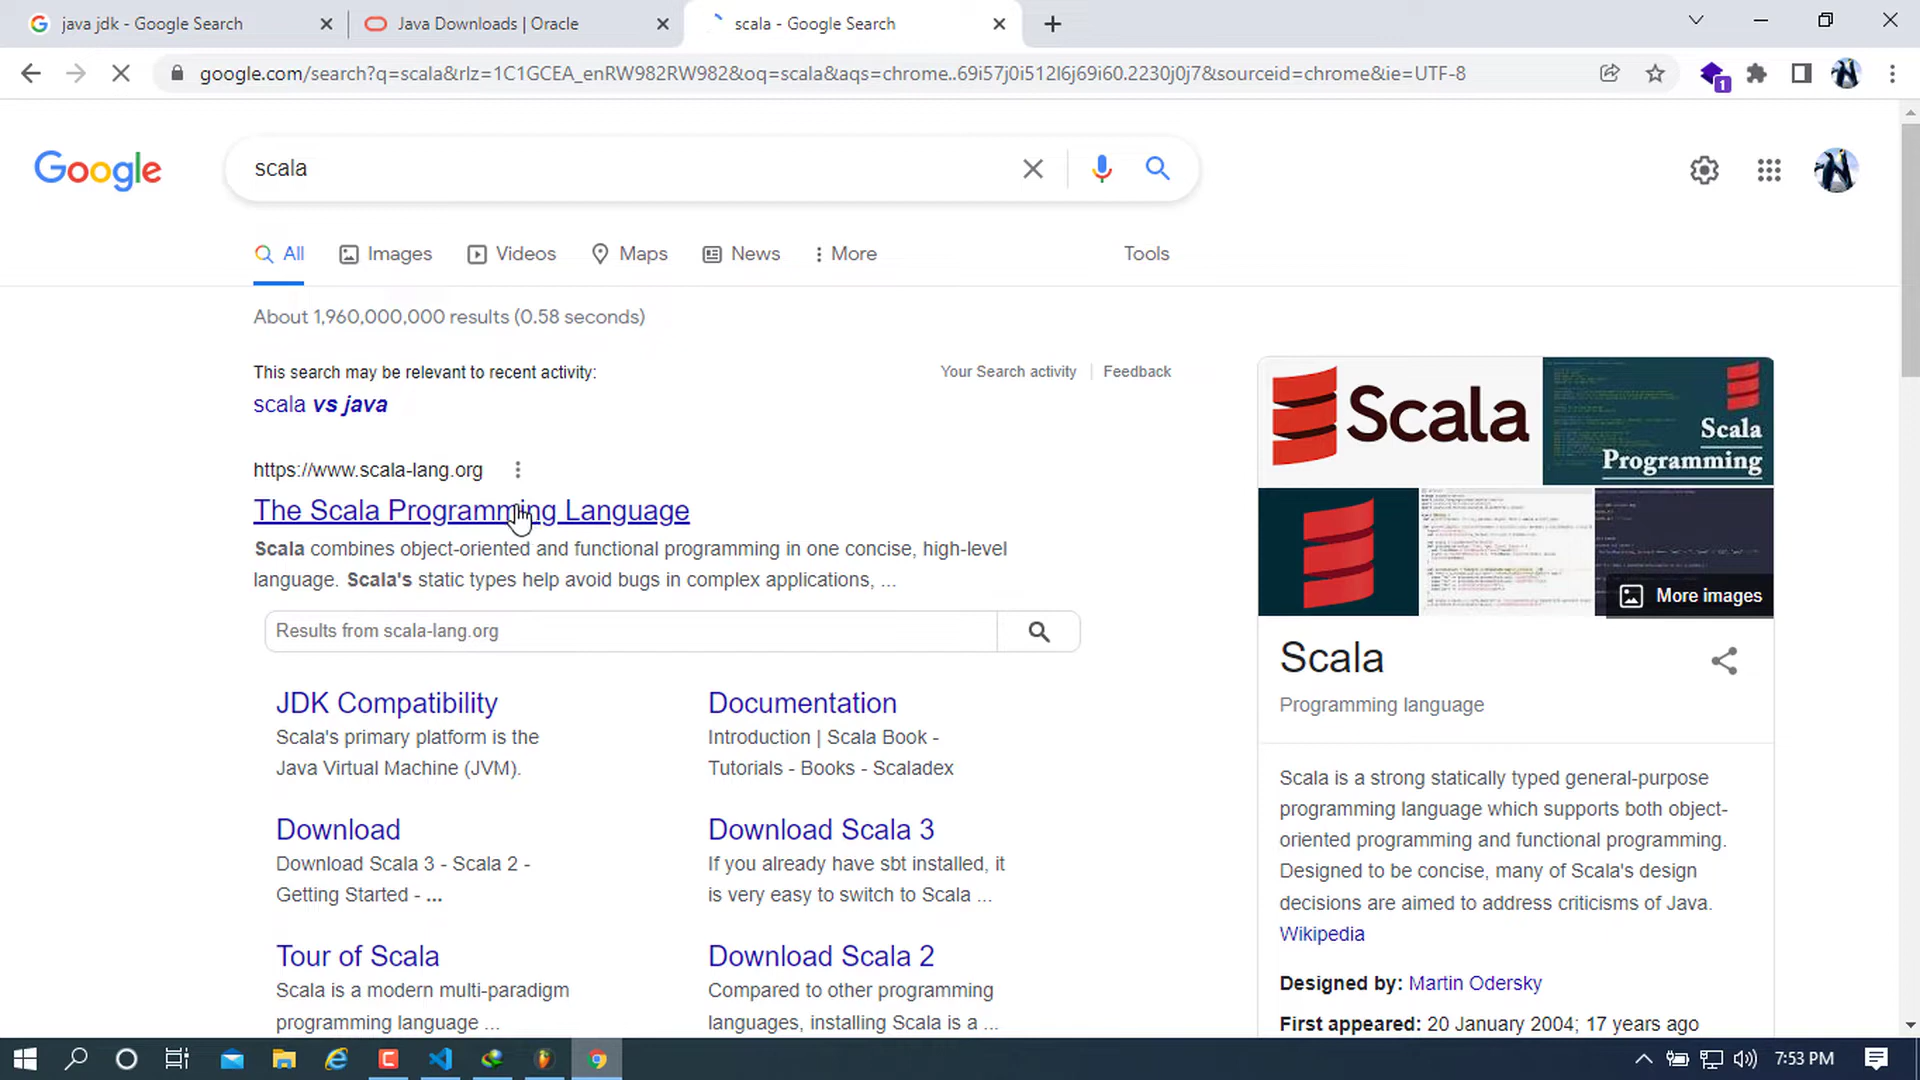 java jdk - Google Search
Java Downloads | Oracle
scala - Google Search
google.com/search?q=scala&rlz=1C1GCEA_enRW982RW982&oq=scala&aqs=chrome..69i57j0i512l6j69i60.2230j0j7&sourceid=chrome&ie=UTF-8
1
Google
scala
All
Images
Videos
Maps
News
More
Tools
About 1,960,000,000 results (0.58 seconds)
This search may be relevant to recent activity:
Your Search activity
Feedback
scala vs java
https://www.scala-lang.org
The Scala Programming Language
Scala combines object-oriented and functional programming in one concise, high-level
language. Scala's static types help avoid bugs in complex applications, ...
Results from scala-lang.org
JDK Compatibility
Scala's primary platform is the
Java Virtual Machine (JVM).
Documentation
Introduction | Scala Book -
Tutorials - Books - Scaladex
Download
Download Scala 3 - Scala 2 -
Getting Started - ...
Download Scala 3
If you already have sbt installed, it
is very easy to switch to Scala ...
Tour of Scala
Scala is a modern multi-paradigm
programming language ...
Download Scala 2
Compared to other programming
languages, installing Scala is a ...
Scala
Scala
Programming
More images
Scala
Programming language
Scala is a strong statically typed general-purpose
programming language which supports both object-
oriented programming and functional programming.
Designed to be concise, many of Scala's design
decisions are aimed to address criticisms of Java.
Wikipedia
Designed by: Martin Odersky
First appeared: 20 January 2004; 17 years ago
7:53 PM